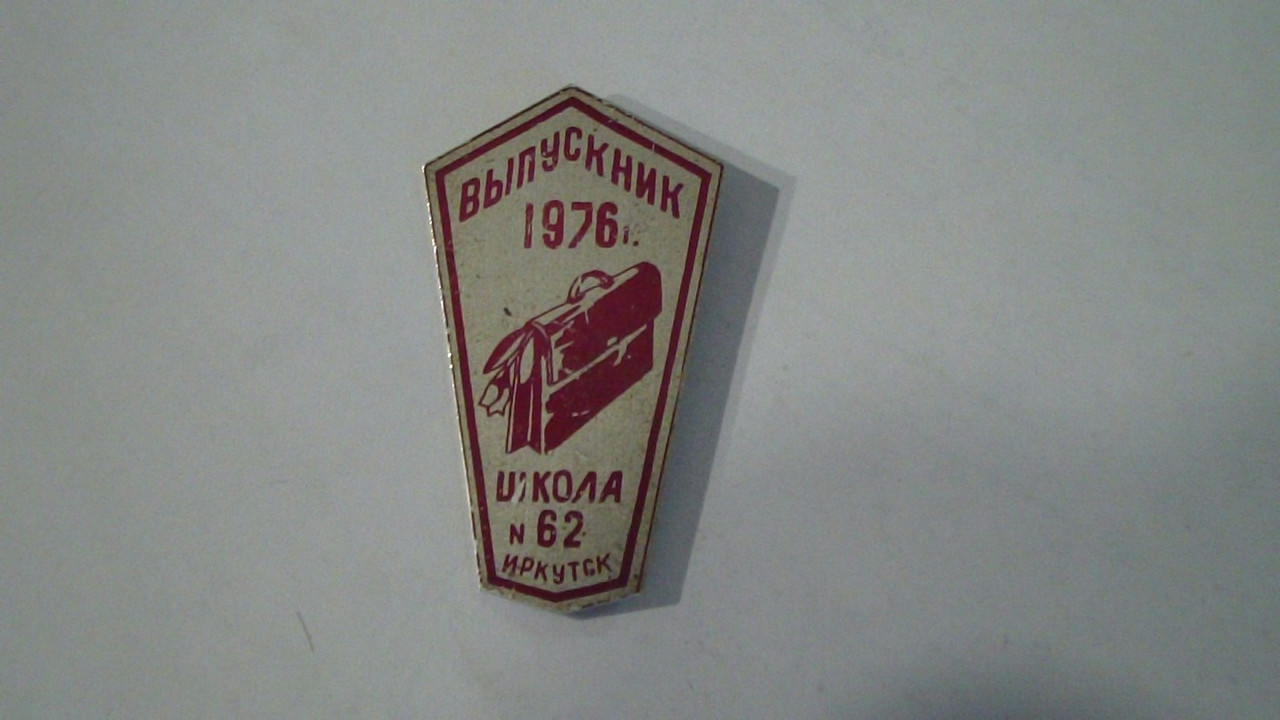 ВЫПУСКНИК
1976г.
ШКОЛА
N 62
ИРКУТСК